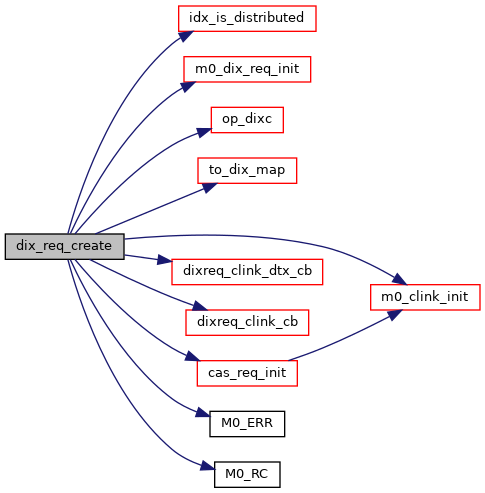 idx_is_distributed
m0_dix_req_init
op_dixc
to_dix_map
dix_req_create
dixreq_clink_dtx_cb
m0_clink_init
dixreq_clink_cb
cas_req_init
M0_ERR
M0_RC